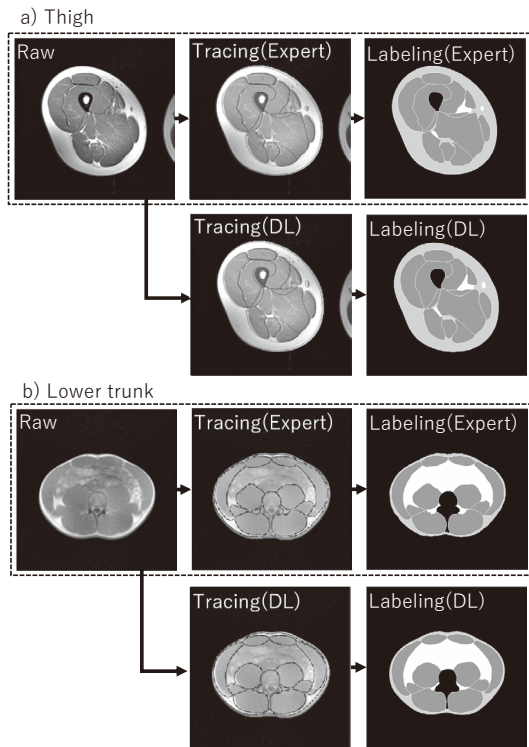 a) Thigh
Raw
Tracing(Expert)
Labeling(Expert)
Tracing(DL)
Labeling(DL)
b) Lower trunk
Raw
Tracing(Expert)
Labeling(Expert)
Tracing(DL)
Labeling(DL)